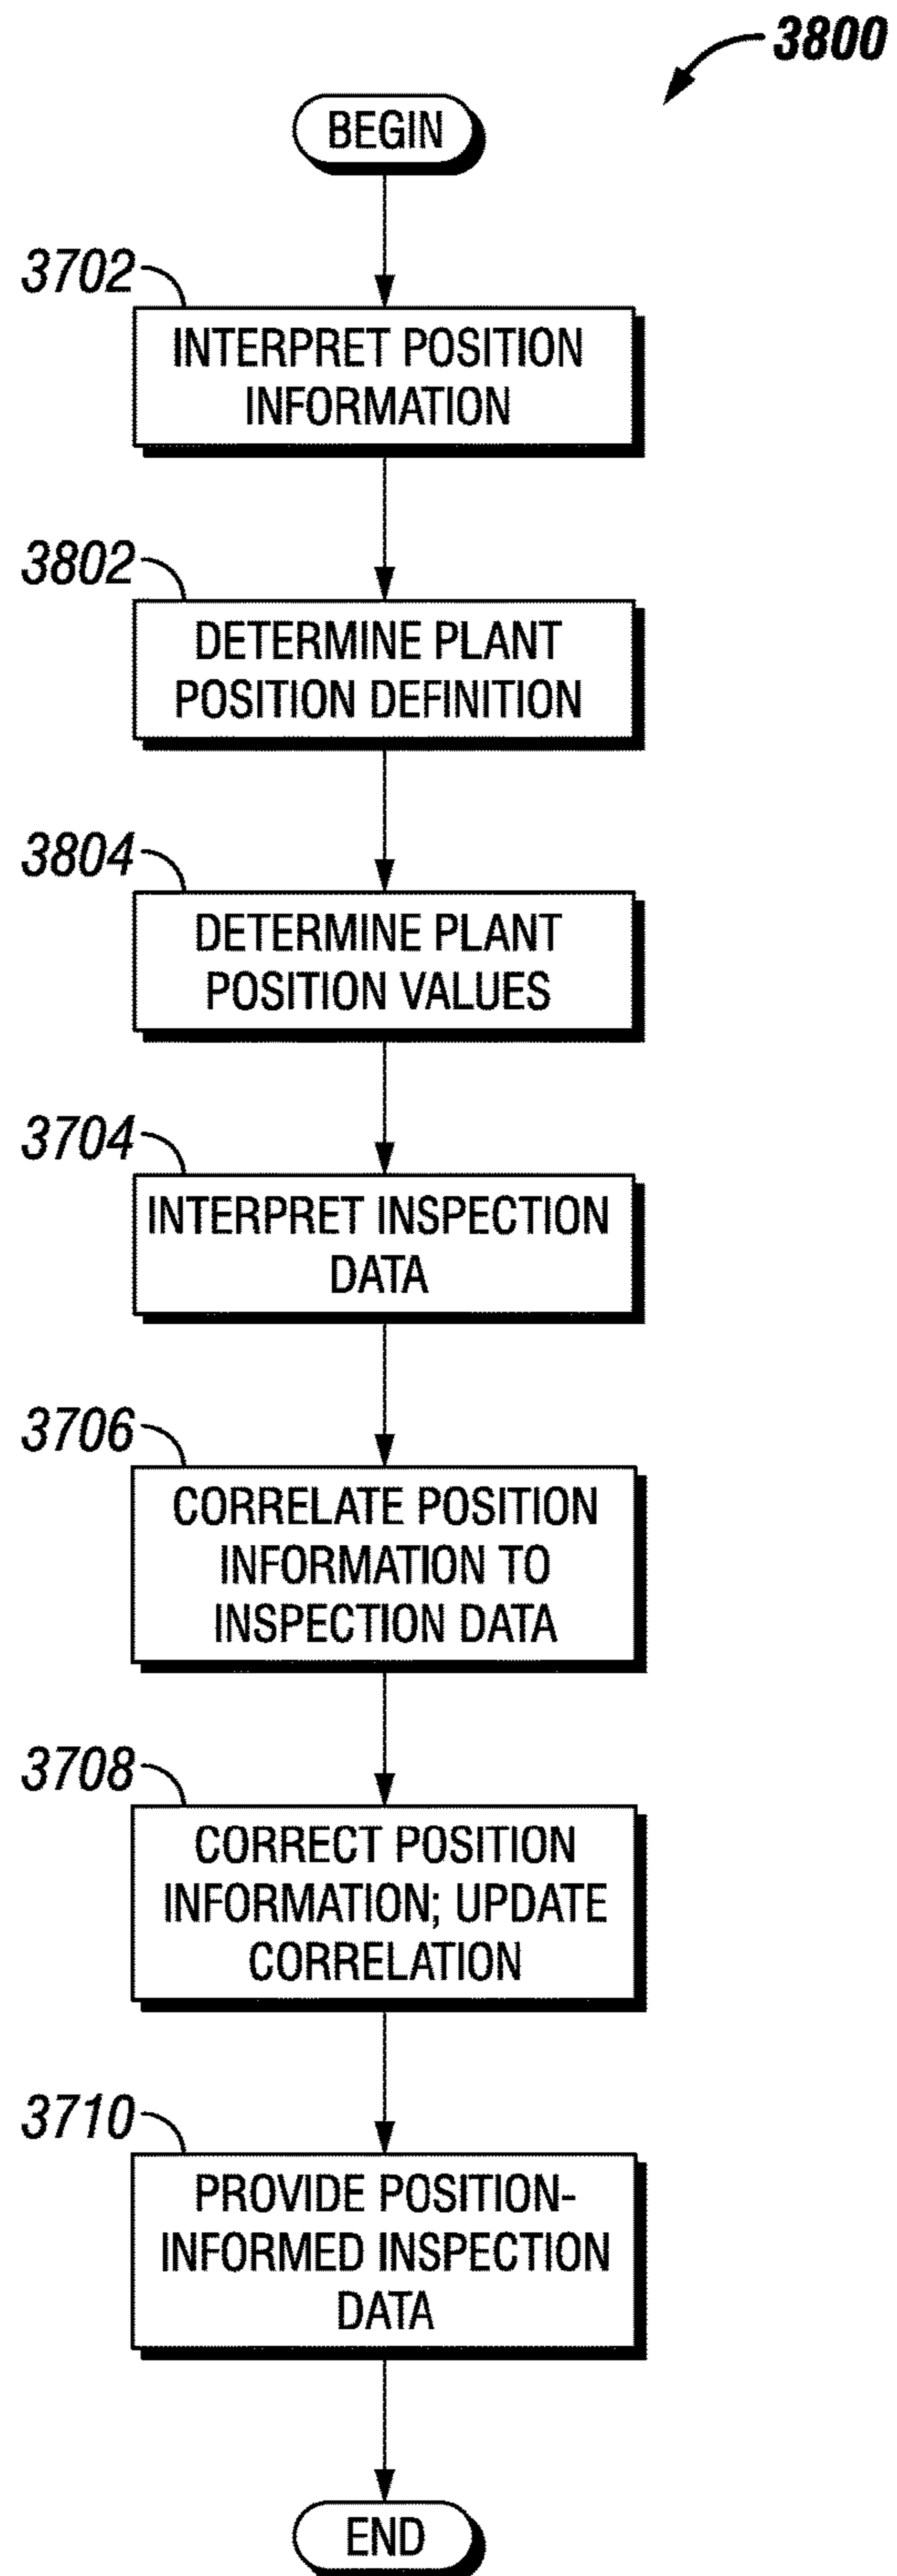 3800
BEGIN
3702
INTERPRET POSITION
INFORMATION
3802
DETERMINE PLANT
POSITION DEFINITION
3804
DETERMINE PLANT
POSITION VALUES
3704
INTERPRET INSPECTION
DATA
3706
CORRELATE POSITION
INFORMATION TO
INSPECTION DATA
3708
CORRECT POSITION
INFORMATION; UPDATE
CORRELATION
3710
PROVIDE POSITION-
INFORMED INSPECTION
DATA
END